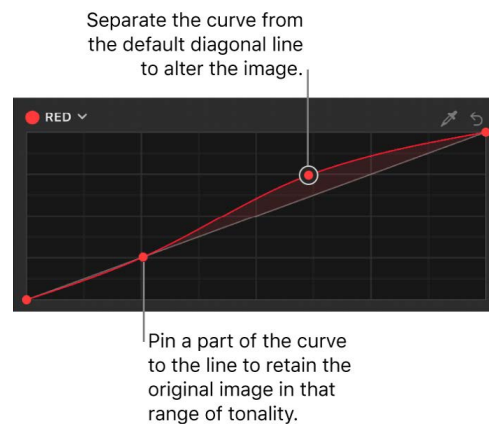 Separate the curve from
the default diagonal line
to alter the image.
RED
Pin a part of the curve
to the line to retain the
original image in that
range of tonality.